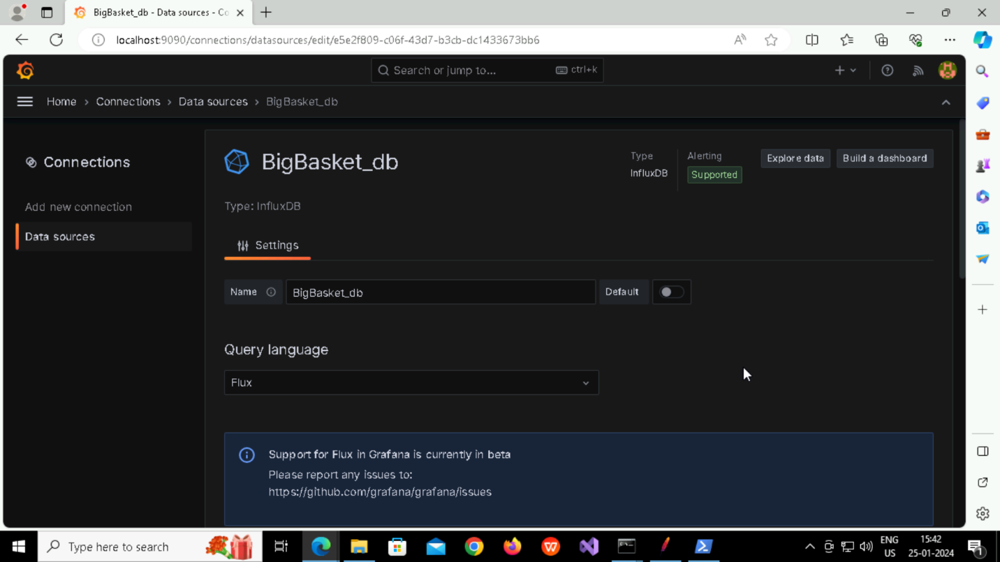 BigBasket_db - Data sources - Co
localhost:9090/connections/datasources/edit/e5e2f809-c06f-43d7-b3cb-dc1433673bb6
Search or jump to...
ctrl+k
Home › Connections › Data sources › BigBasket_db
Connections
Add new connection
Data sources
BigBasket_db
Type
InfluxDB
Alerting
Supported
Explore data
Build a dashboard
Type: InfluxDB
Settings
Name
BigBasket_db
Default
Query language
Flux
Support for Flux in Grafana is currently in beta
Please report any issues to:
https://github.com/grafana/grafana/issues
Type here to search
ENG
US
15:42
25-01-2024
1